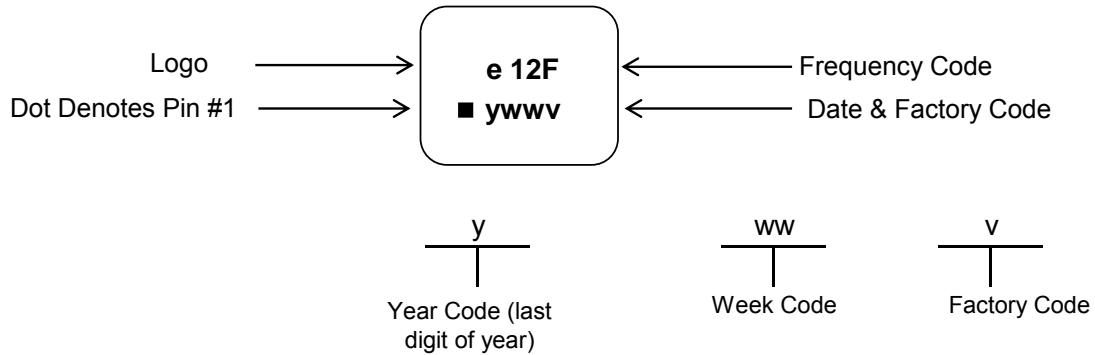 Logo
e 12F
Frequency Code
Dot Denotes Pin #1
■ ywwv
Date & Factory Code
y
ww
v
Year Code (last
digit of year)
Week Code
Factory Code